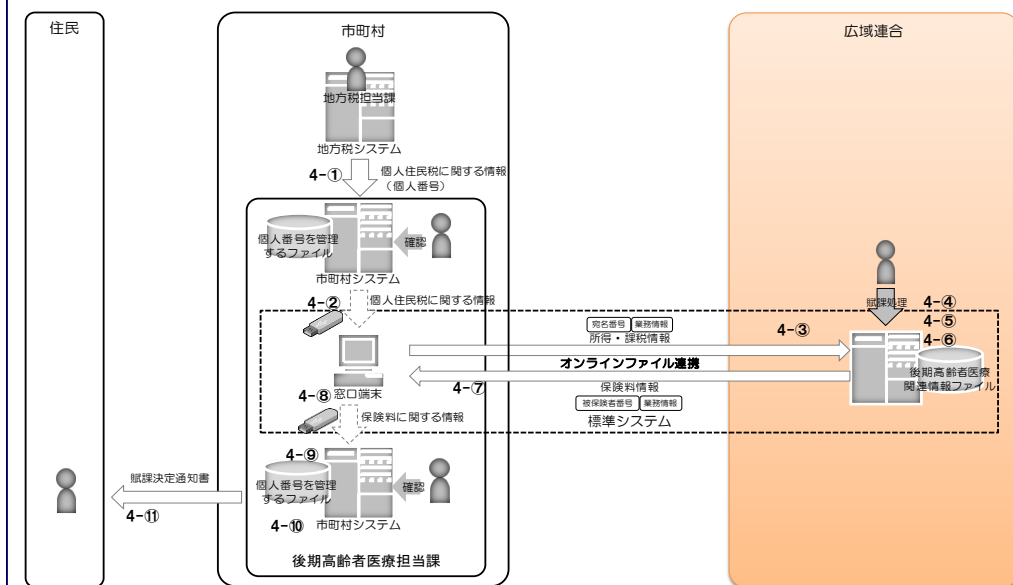 住民
市町村
広域連合
地方税担当課
地方税システム
4-①
個人住民税に関する情報
（個人番号）
個人番号を管理
するファイル
確認
市町村システム
4-②
個人住民税に関する情報
賦課処理
4-④
4-⑤
4-⑥
宛名番号
業務情報
4-③
所得・課税情報
オンラインファイル連携
4-⑦
後期高齢者医療
関連情報ファイル
4-⑧
窓口端末
保険料情報
被保険者番号
業務情報
標準システム
保険料に関する情報
4-⑨
個人番号を管理
するファイル
確認
賦課決定通知書
4-⑪
4-⑩
市町村システム
後期高齢者医療担当課